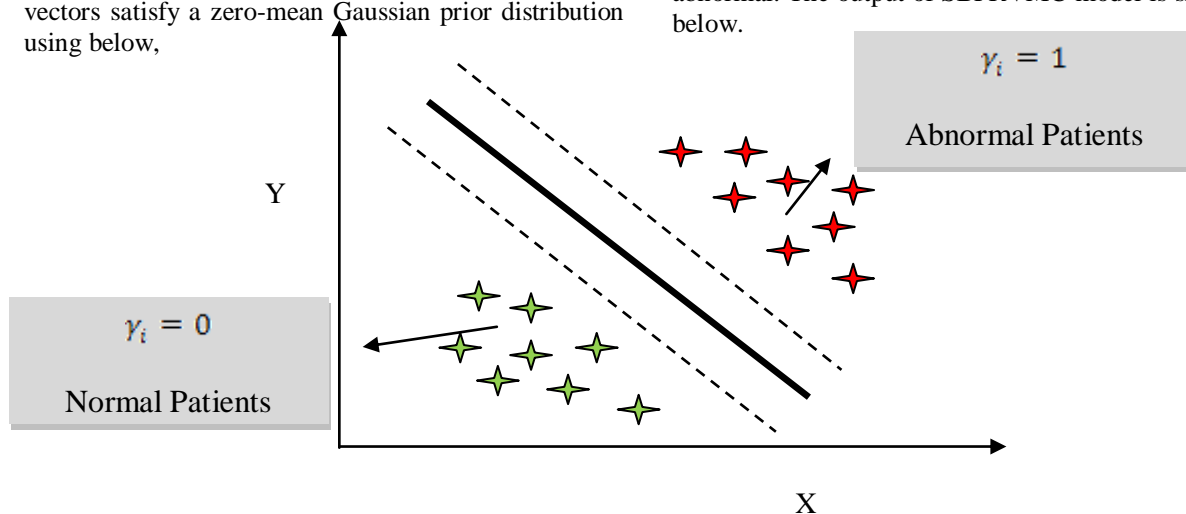 vectors satisfy a zero-mean Gaussian prior distribution
using below,
below.
γᵢ = 1
Abnormal Patients
Y
γᵢ = 0
Normal Patients
X